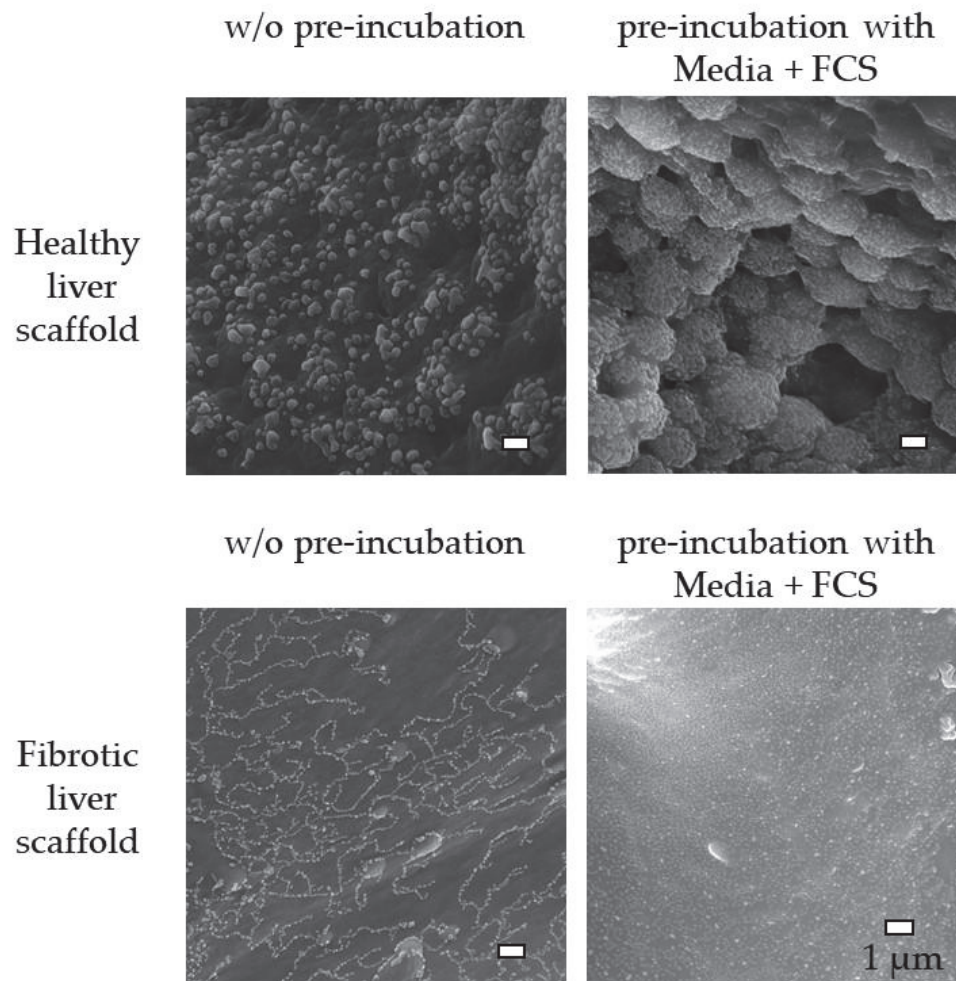 w/o pre-incubation
pre-incubation with
Media + FCS
Healthy
liver
scaffold
w/o pre-incubation
pre-incubation with
Media + FCS
Fibrotic
liver
scaffold
1 μm